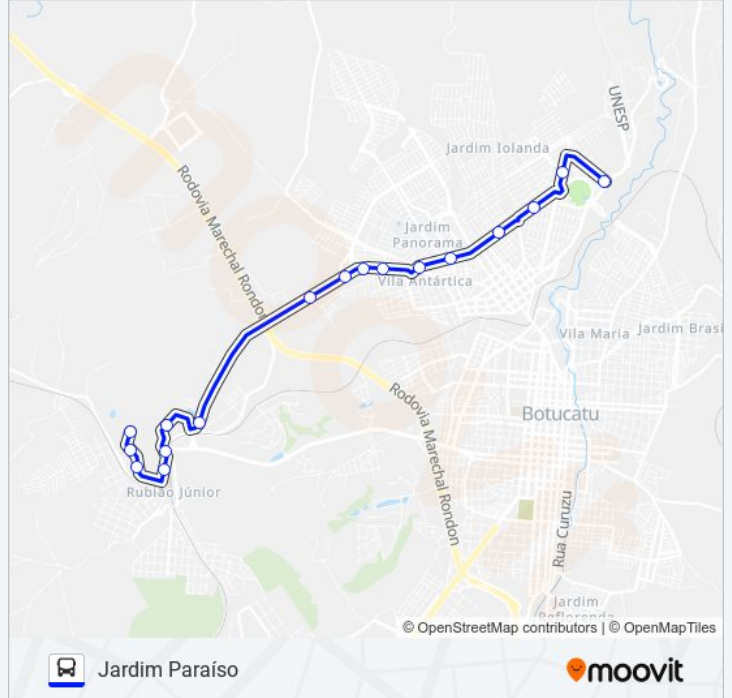 UNESP
Jardim Iolanda
Rodovia Marechal Rondon
Jardim
Panorama
Vila Antártica
Vila Maria
Jardim Brasi
Rodovia Marechal Rondon
Botucatu
Rubião Júnior
Rua Curuzu
Jardim
© OpenStreetMap contributors | © OpenMapTiles
Jardim Paraíso
moovit